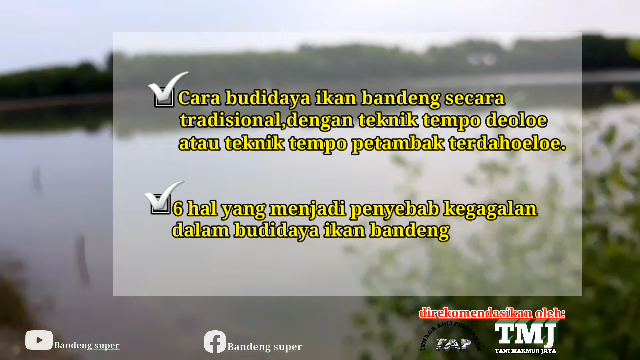 Cara budidaya ikan bandeng secara
tradisional,dengan teknik tempo deoloe
atau teknik tempo petambak terdahoeloe.
6 hal yang menjadi penyebab kegagalan
dalam budidaya ikan bandeng
direkomendasikan oleh:
TAP
TMJ
TANI MAKMUR JAYA
Bandeng super
Bandeng super